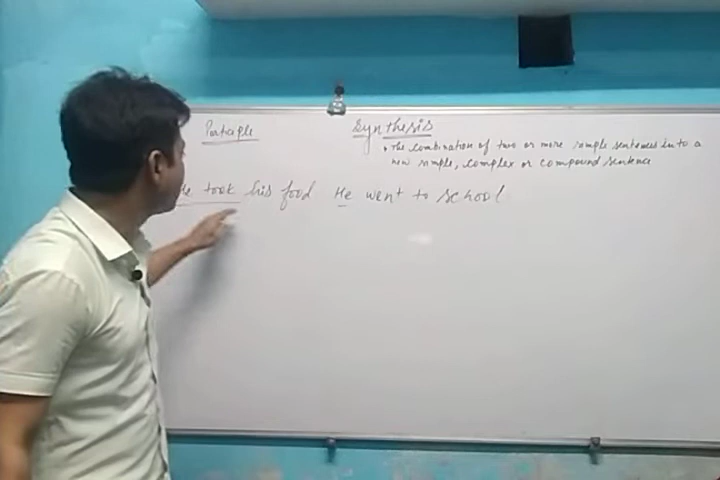 Participle
Synthesis
• The combination of two or more simple sentences into a
new simple, complex or compound sentence
He took his food He went to school